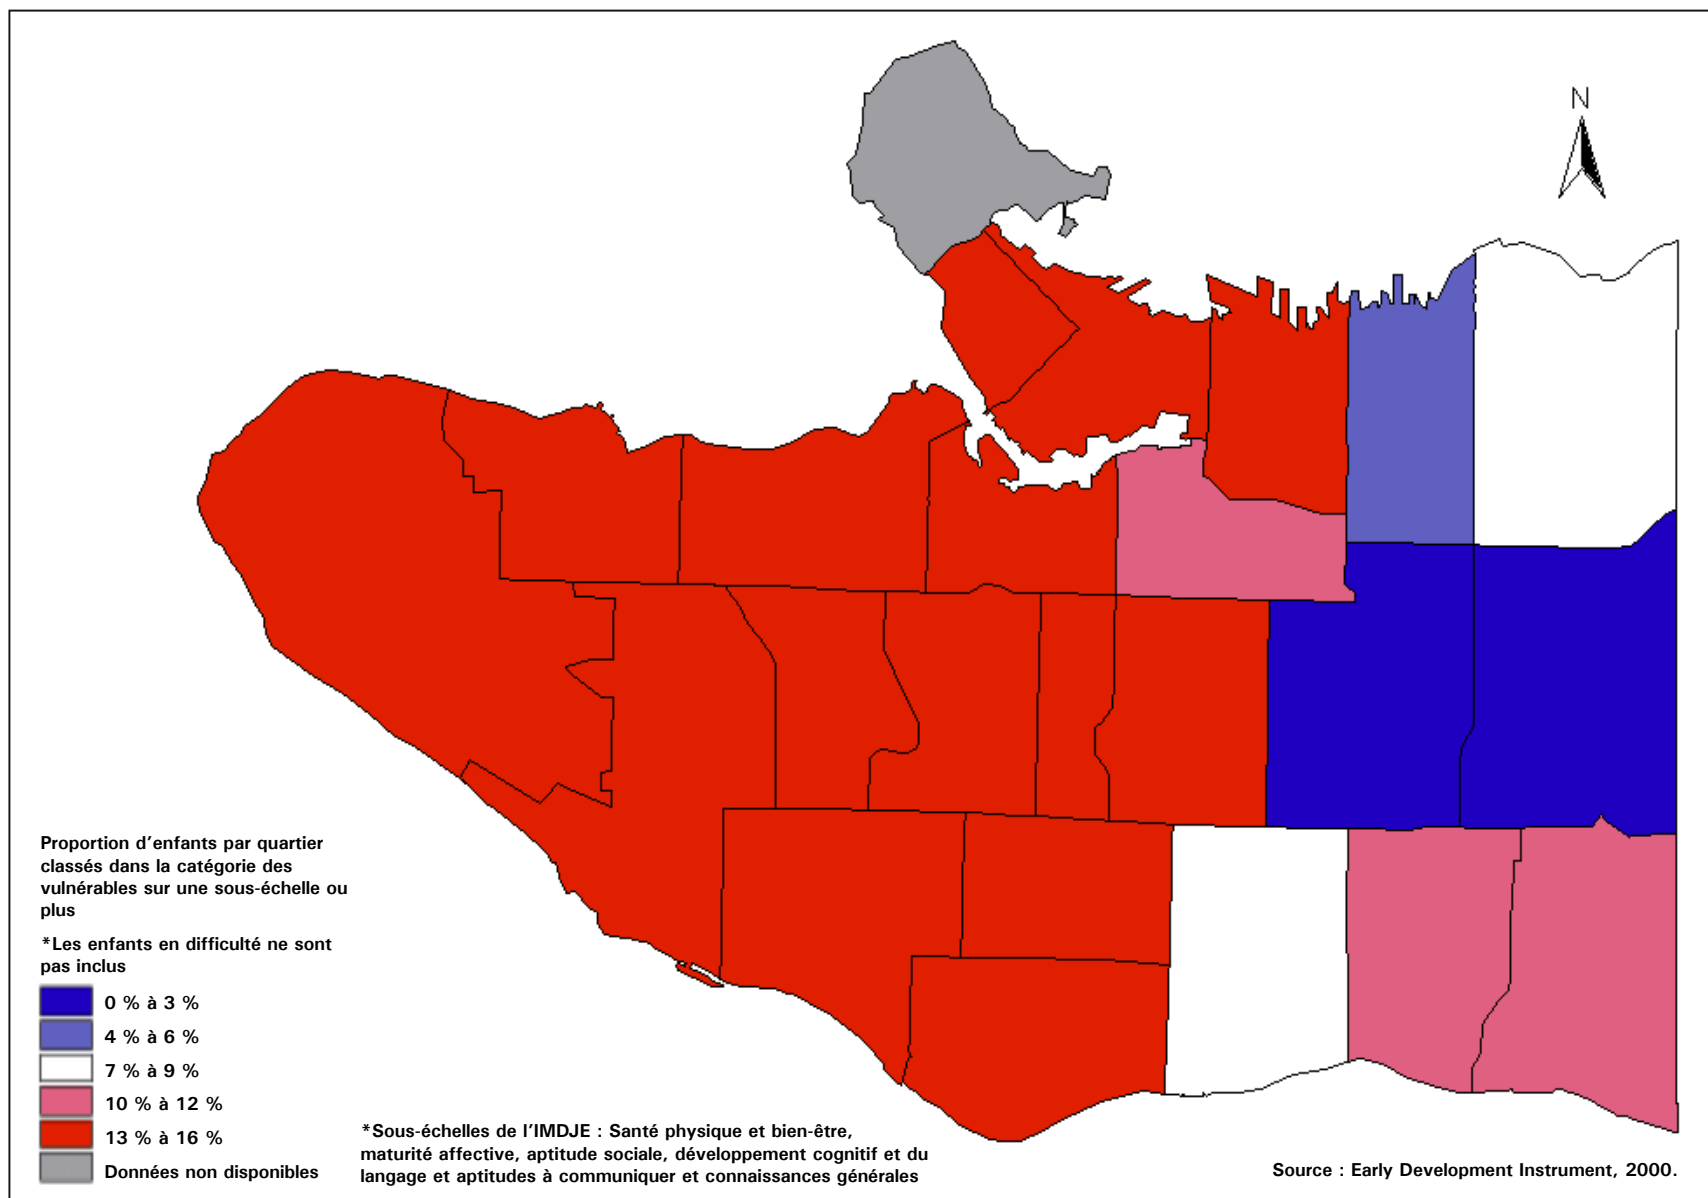 N
Proportion d'enfants par quartier
classés dans la catégorie des
vulnérables sur une sous-échelle ou
plus
*Les enfants en difficulté ne sont
pas inclus
0 % à 3 %
4 % à 6 %
7 % à 9 %
10 % à 12 %
13 % à 16 %
Données non disponibles
*Sous-échelles de l'IMDJE : Santé physique et bien-être,
maturité affective, aptitude sociale, développement cognitif et du
langage et aptitudes à communiquer et connaissances générales
Source : Early Development Instrument, 2000.